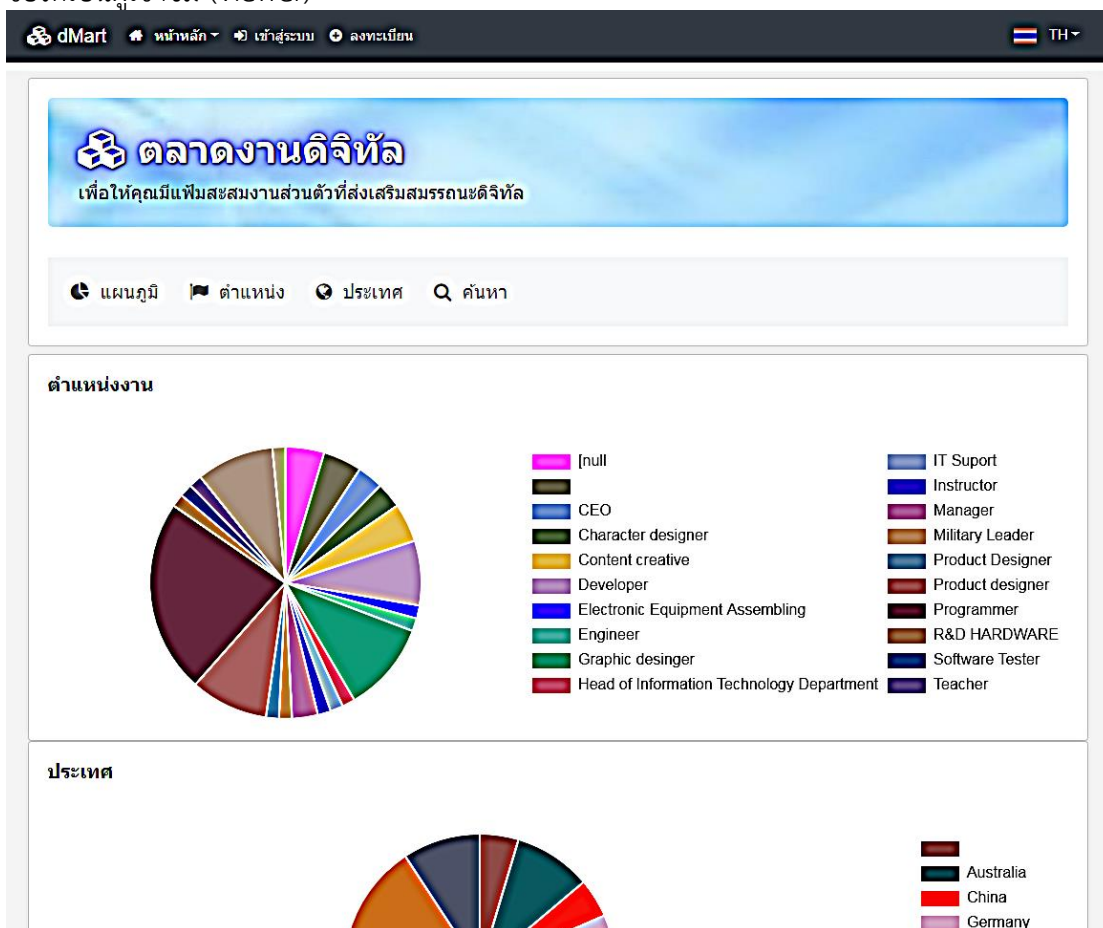 dMart หน้าหลัก เข้าสู่ระบบ ลงทะเบียน TH
ตลาดงานดิจิทัล
เพื่อให้คุณมีแฟ้มสะสมงานส่วนตัวที่ส่งเสริมสมรรถนะดิจิทัล
แผนภูมิ ตำแหน่ง ประเทศ ค้นหา
ตำแหน่งงาน
[null
CEO
Character designer
Content creative
Developer
Electronic Equipment Assembling
Engineer
Graphic desinger
Head of Information Technology Department
IT Suport
Instructor
Manager
Military Leader
Product Designer
Product designer
Programmer
R&D HARDWARE
Software Tester
Teacher
ประเทศ
Australia
China
Germany